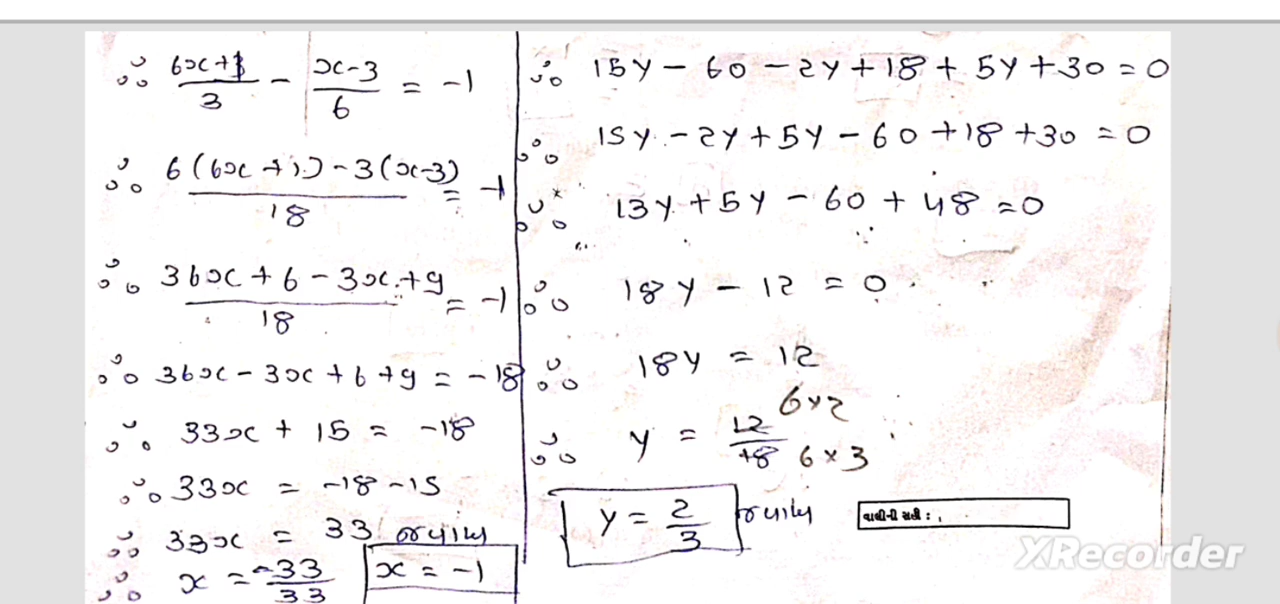 ∴ (6x+1)/3 - (x-3)/6 = -1
∴ (6(6x+1)-3(x-3))/18 = -1
∴ (36x+6-3x+9)/18 = -1
∴ 36x-3x+6+9 = -18
∴ 33x + 15 = -18
∴ 33x = -18-15
∴ 33x = 33 જવાબ
∴ x = -33/33 x = -1
∴ 15y - 60 - 2y + 18 + 5y + 30 = 0
∴ 15y - 2y + 5y - 60 + 18 + 30 = 0
∴ 13y + 5y - 60 + 48 = 0
∴ 18y - 12 = 0
∴ 18y = 12
∴ y = 12/18 6×2 6×3
y = 2/3 જવાબ
વાલીની સહી :
XRecorder